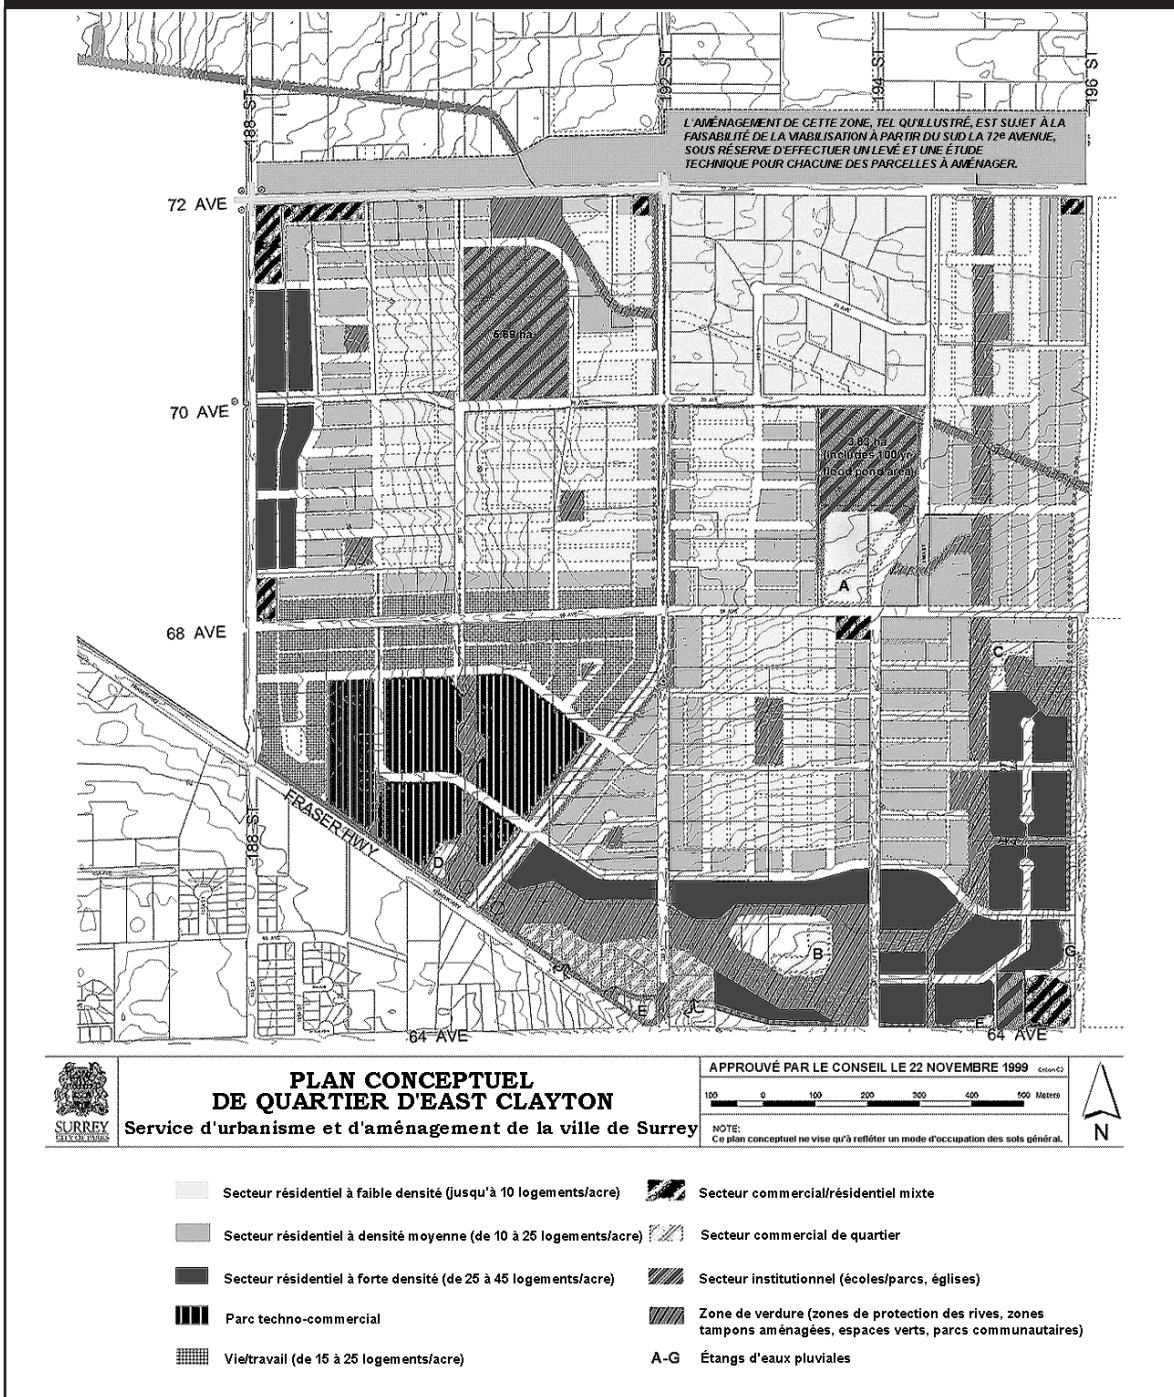 192 ST
194 ST
196 ST
188 ST
L'AMÉNAGEMENT DE CETTE ZONE, TEL QU'ILLUSTRÉ, EST SUJET À LA
FAISABILITÉ DE LA VIABILISATION À PARTIR DU SUD LA 72e AVENUE,
SOUS RÉSERVE D'EFFECTUER UN LEVÉ ET UNE ÉTUDE
TECHNIQUE POUR CHACUNE DES PARCELLES À AMÉNAGER.
72 AVE
5.69 ha
70 AVE
3.83 ha
(includes 100 yr
flood pond area)
A
68 AVE
C
FRASER HWY
188 ST
D
B
G
E
F
64 AVE
64 AVE
SURREY
CITY OF PARKS
PLAN CONCEPTUEL
DE QUARTIER D'EAST CLAYTON
Service d'urbanisme et d'aménagement de la ville de Surrey
APPROUVÉ PAR LE CONSEIL LE 22 NOVEMBRE 1999
100 0 100 200 300 400 500 Meters
NOTE:
Ce plan conceptuel ne vise qu'à refléter un mode d'occupation des sols général.
N
Secteur résidentiel à faible densité (jusqu'à 10 logements/acre)
Secteur résidentiel à densité moyenne (de 10 à 25 logements/acre)
Secteur résidentiel à forte densité (de 25 à 45 logements/acre)
Parc techno-commercial
Vie/travail (de 15 à 25 logements/acre)
Secteur commercial/résidentiel mixte
Secteur commercial de quartier
Secteur institutionnel (écoles/parcs, églises)
Zone de verdure (zones de protection des rives, zones
tampons aménagées, espaces verts, parcs communautaires)
A-G Étangs d'eaux pluviales